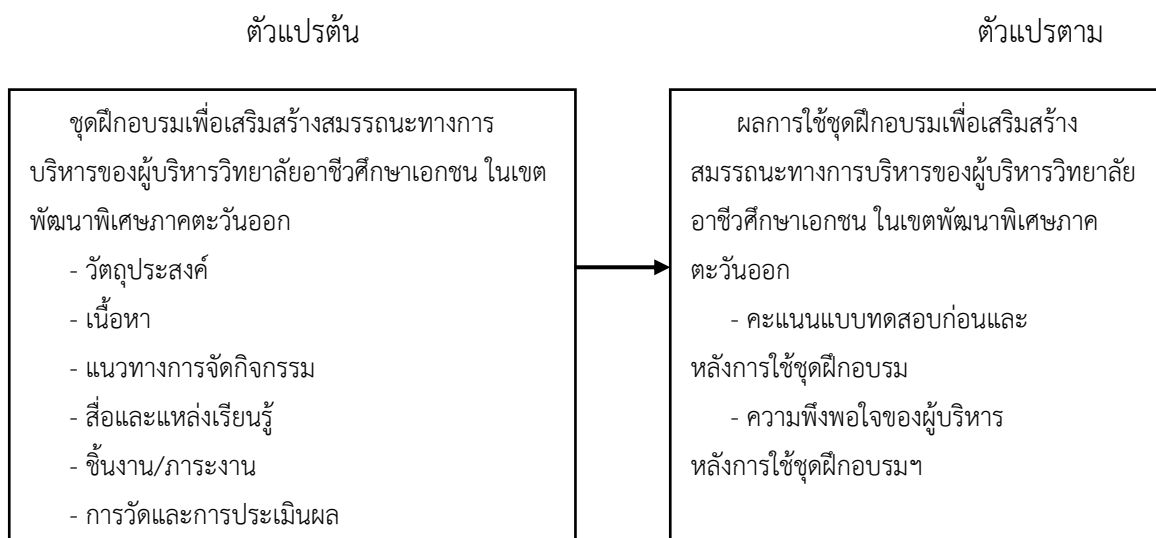 ตัวแปรต้น
ตัวแปรตาม
ชุดฝึกอบรมเพื่อเสริมสร้างสมรรถนะทางการ
บริหารของผู้บริหารวิทยาลัยอาชีวศึกษาเอกชน ในเขต
พัฒนาพิเศษภาคตะวันออก
- วัตถุประสงค์
- เนื้อหา
- แนวทางการจัดกิจกรรม
- สื่อและแหล่งเรียนรู้
- ชิ้นงาน/ภาระงาน
- การวัดและการประเมินผล
ผลการใช้ชุดฝึกอบรมเพื่อเสริมสร้าง
สมรรถนะทางการบริหารของผู้บริหารวิทยาลัย
อาชีวศึกษาเอกชน ในเขตพัฒนาพิเศษภาค
ตะวันออก
- คะแนนแบบทดสอบก่อนและ
หลังการใช้ชุดฝึกอบรม
- ความพึงพอใจของผู้บริหาร
หลังการใช้ชุดฝึกอบรมฯ